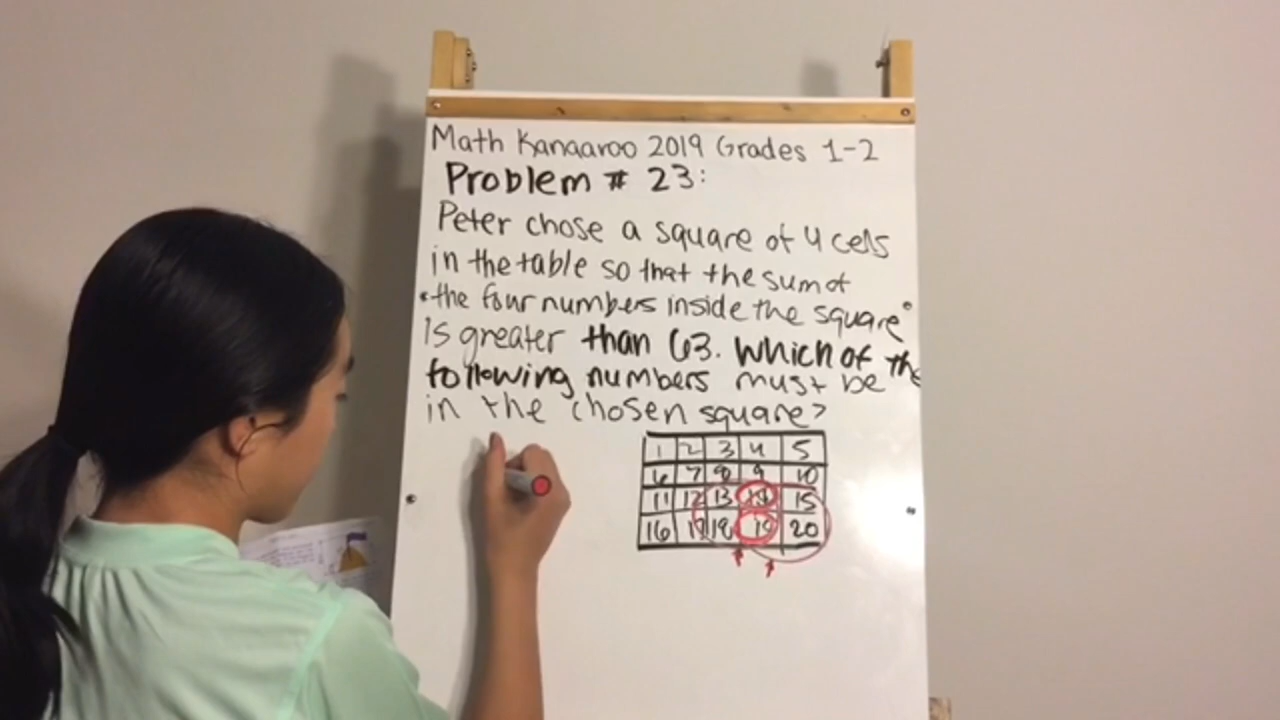 Math Kangaroo 2019 Grades 1-2
Problem # 23:
Peter chose a square of 4 cells
in the table so that the sum of
the four numbers inside the square
is greater than 63. Which of the
following numbers must be
in the chosen square?
1 2 3 4 5
6 7 8 9 10
11 12 13 14 15
16 17 18 19 20